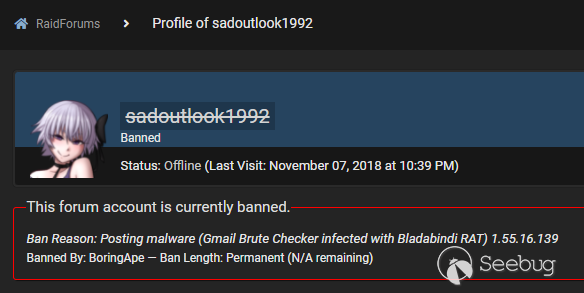 RaidForums > Profile of sadoutlook1992
sadoutlook1992
Banned
Status: Offline (Last Visit: November 07, 2018 at 10:39 PM)
This forum account is currently banned.
Ban Reason: Posting malware (Gmail Brute Checker infected with Bladabindi RAT) 1.55.16.139
Banned By: BoringApe — Ban Length: Permanent (N/A remaining)
Seebug